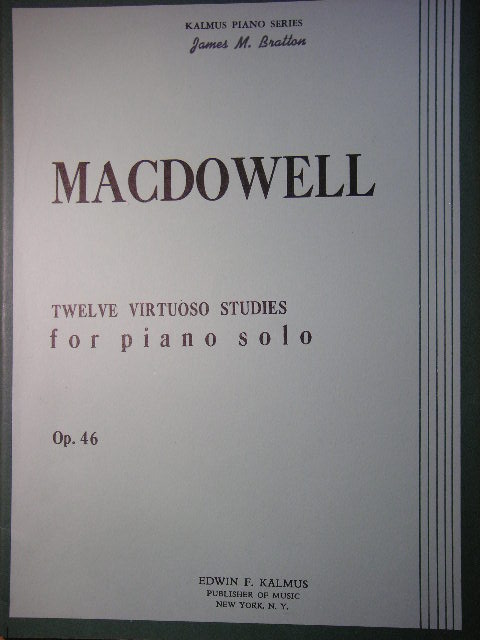 KALMUS PIANO SERIES
James M. Bratton
MACDOWELL
TWELVE VIRTUOSO STUDIES
for piano solo
Op. 46
EDWIN F. KALMUS
PUBLISHER OF MUSIC
NEW YORK, N. Y.